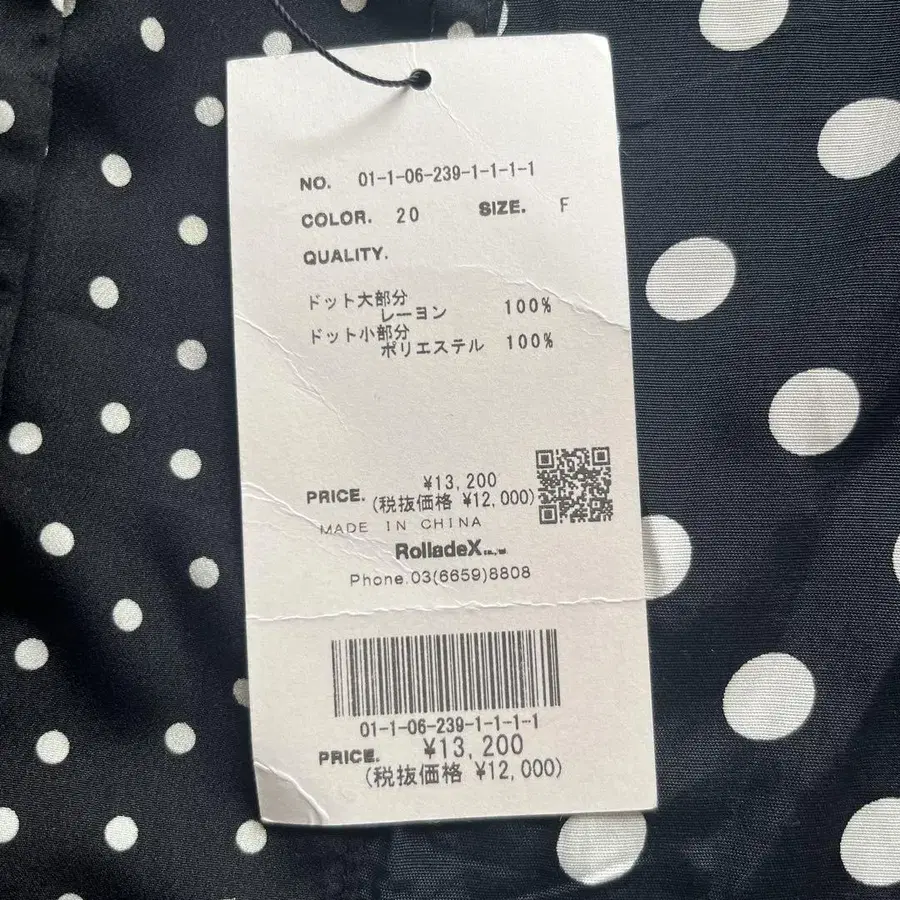 NO. 01-1-06-239-1-1-1-1
COLOR. 20 SIZE. F
QUALITY.
ドット大部分
レーヨン 100%
ドット小部分
ポリエステル 100%
PRICE. ¥13,200
(税抜価格 ¥12,000)
MADE IN CHINA
RolladeX
Phone.03(6659)8808
01-1-06-239-1-1-1-1
PRICE. ¥13,200
(税抜価格 ¥12,000)